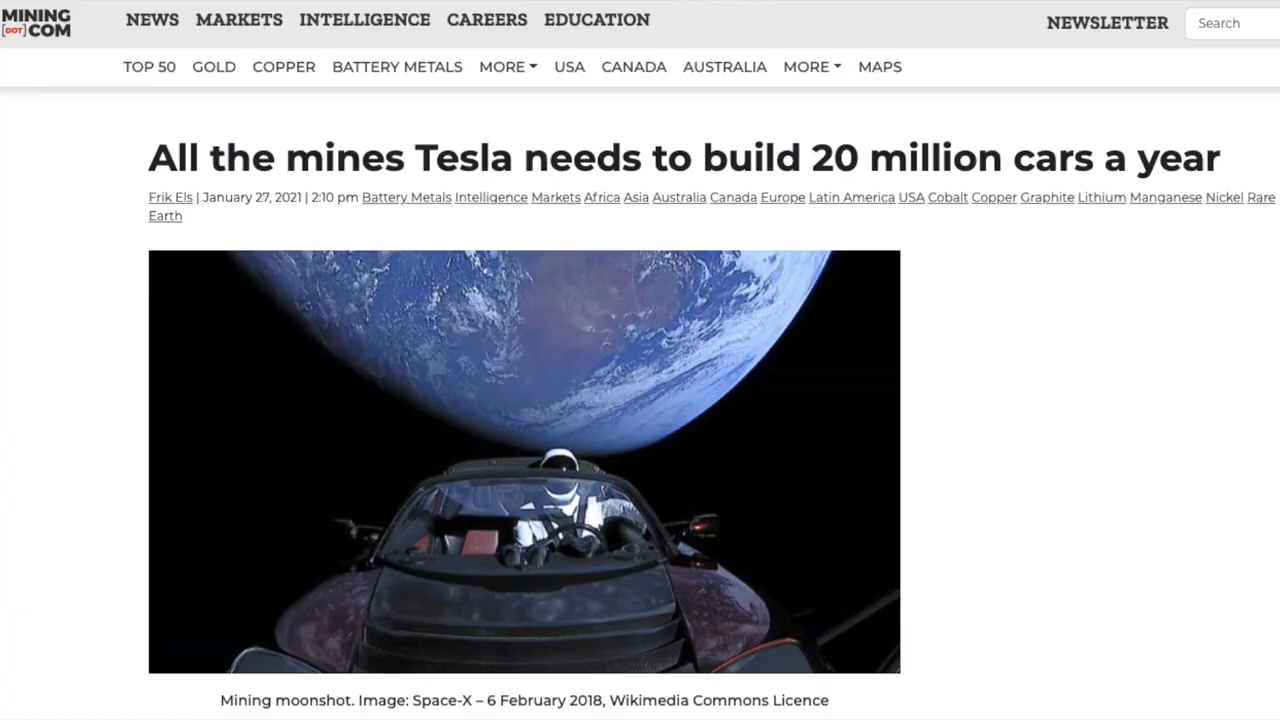 MINING
[DOT]COM
NEWS MARKETS INTELLIGENCE CAREERS EDUCATION
NEWSLETTER
Search
TOP 50 GOLD COPPER BATTERY METALS MORE USA CANADA AUSTRALIA MORE MAPS
All the mines Tesla needs to build 20 million cars a year
Frik Els | January 27, 2021 | 2:10 pm Battery Metals Intelligence Markets Africa Asia Australia Canada Europe Latin America USA Cobalt Copper Graphite Lithium Manganese Nickel Rare
Earth
Mining moonshot. Image: Space-X – 6 February 2018, Wikimedia Commons Licence